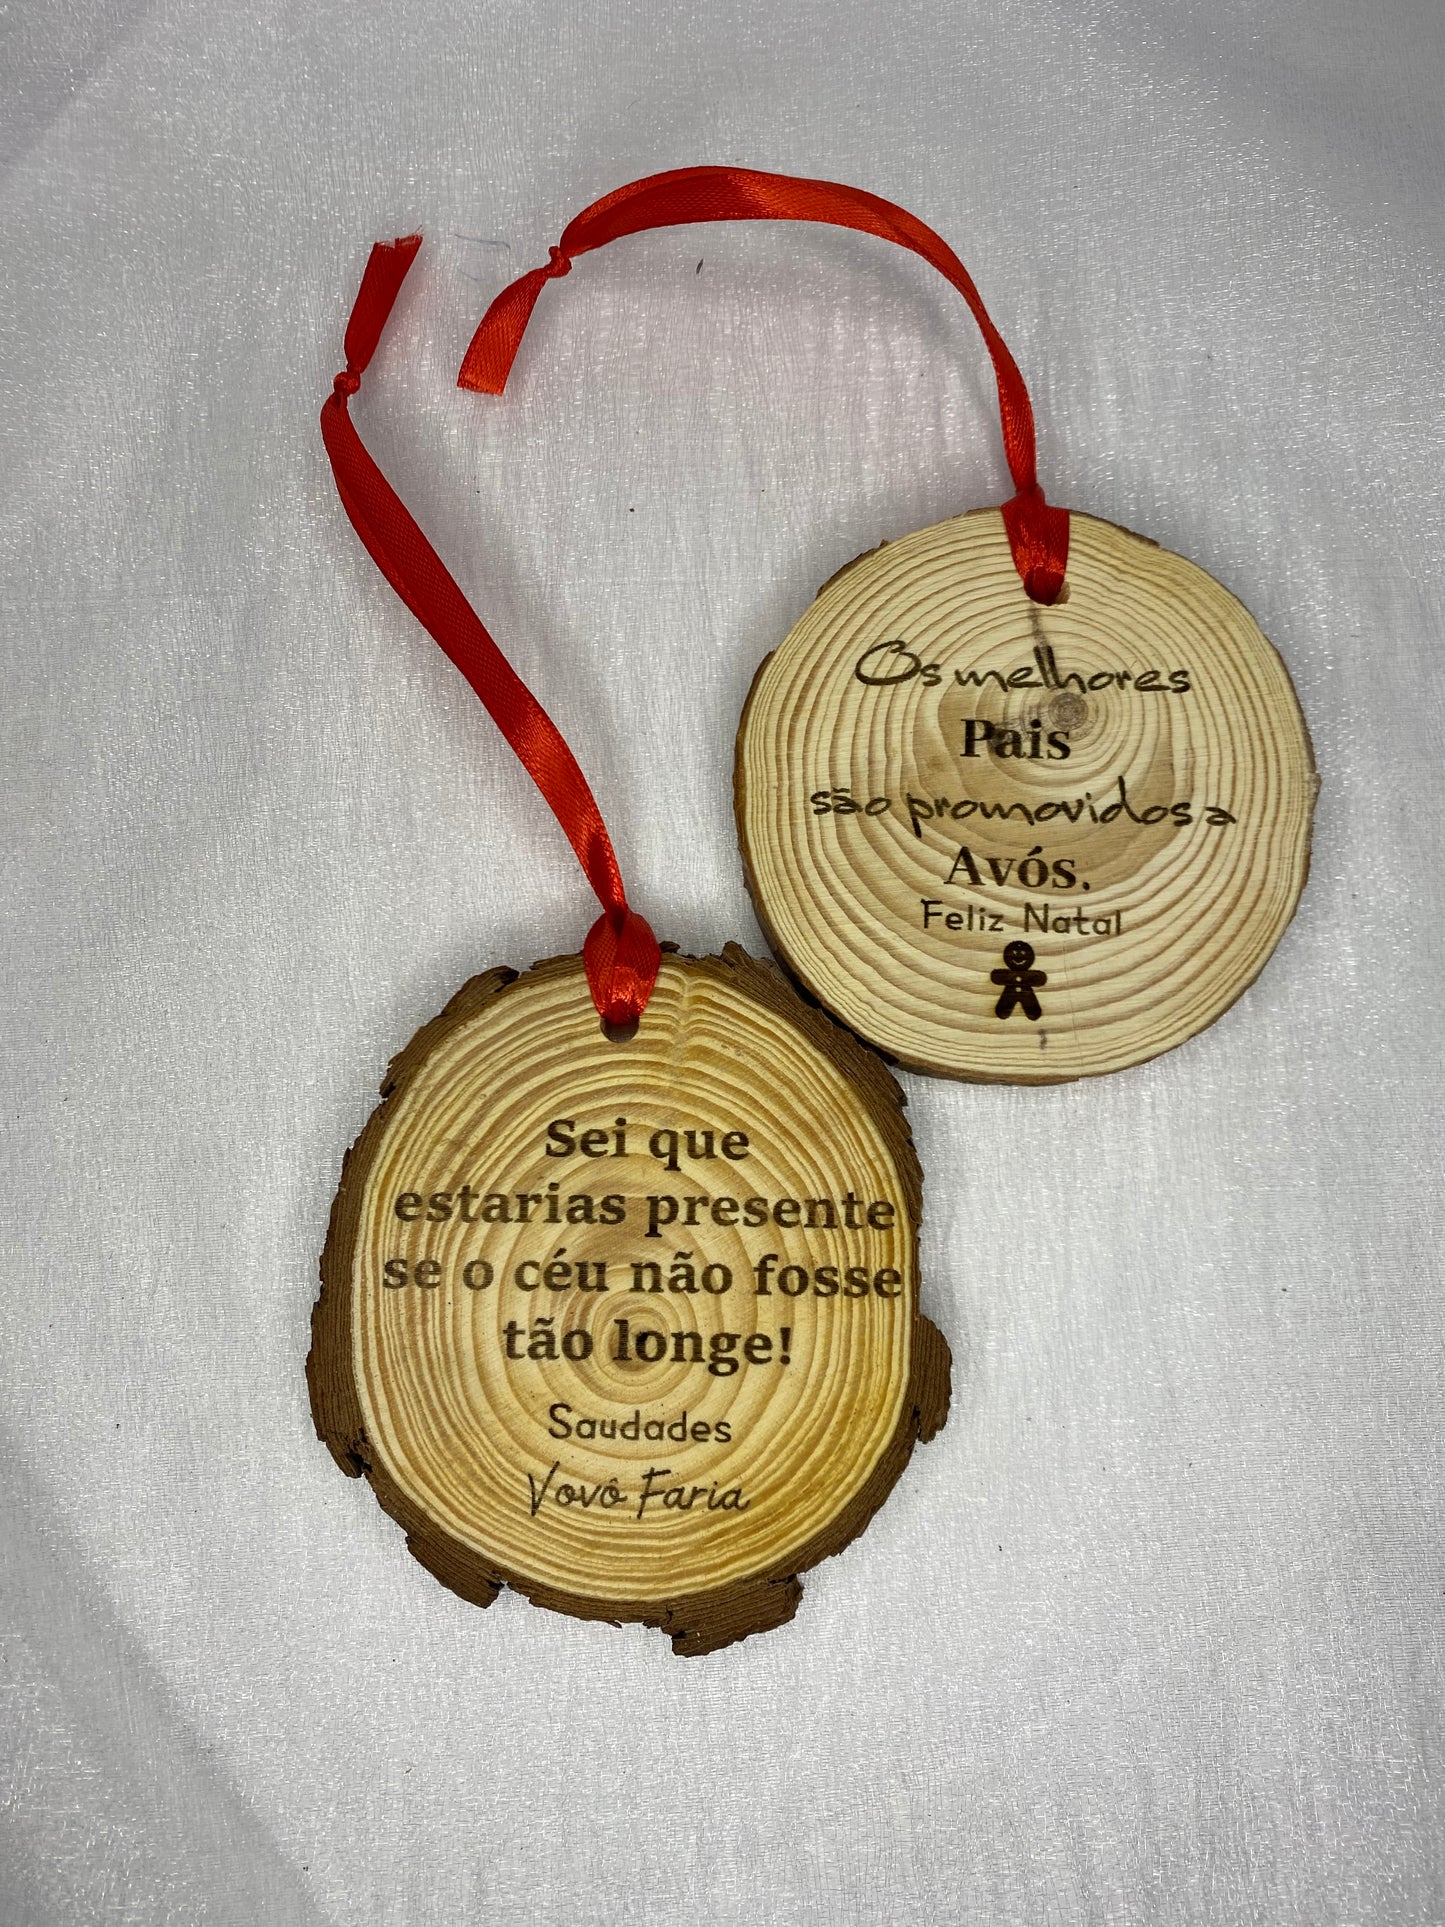 Os melhores
Pais
são promovidos a
Avós.
Feliz Natal
Sei que
estarias presente
se o céu não fosse
tão longe!
Saudades
Vovô Faria